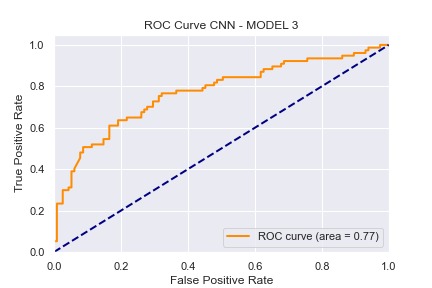 ROC Curve CNN - MODEL 3
1.0
0.8
0.6
0.4
0.2
0.0
True Positive Rate
ROC curve (area = 0.77)
0.0 0.2 0.4 0.6 0.8 1.0
False Positive Rate